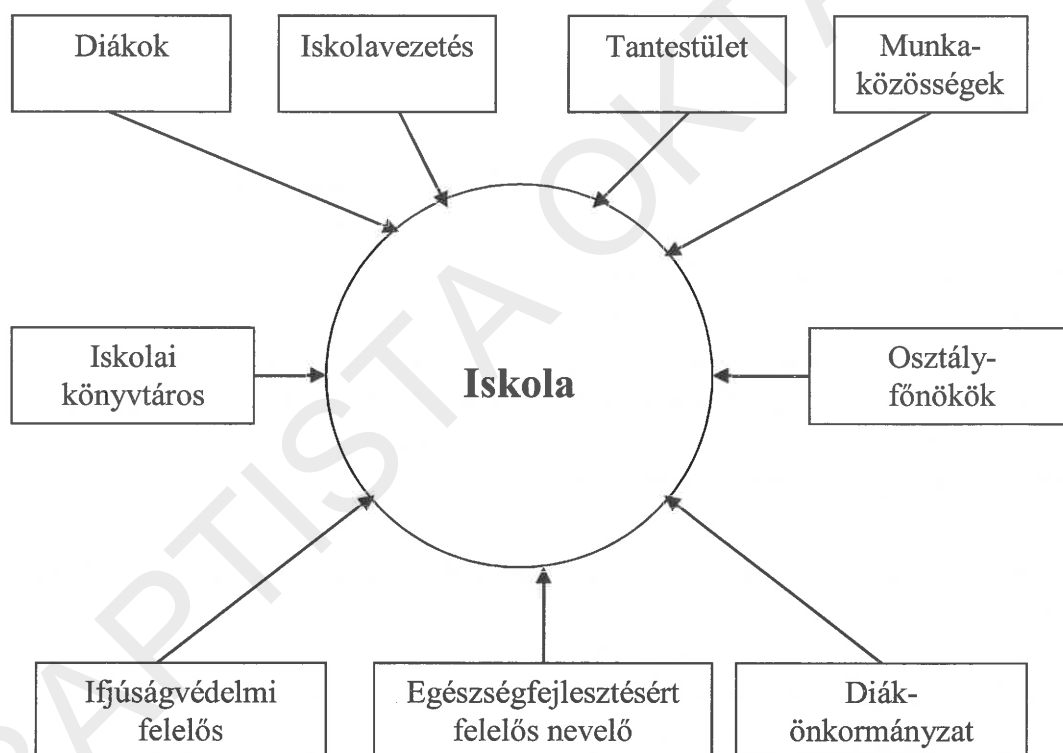 Diákok
Iskolavezetés
Tantestület
Munka-
közösségek
Iskolai
könyvtáros
Iskola
Osztály-
főnökök
Ifjúságvédelmi
felelős
Egészségfejlesztésért
felelős nevelő
Diák-
önkormányzat